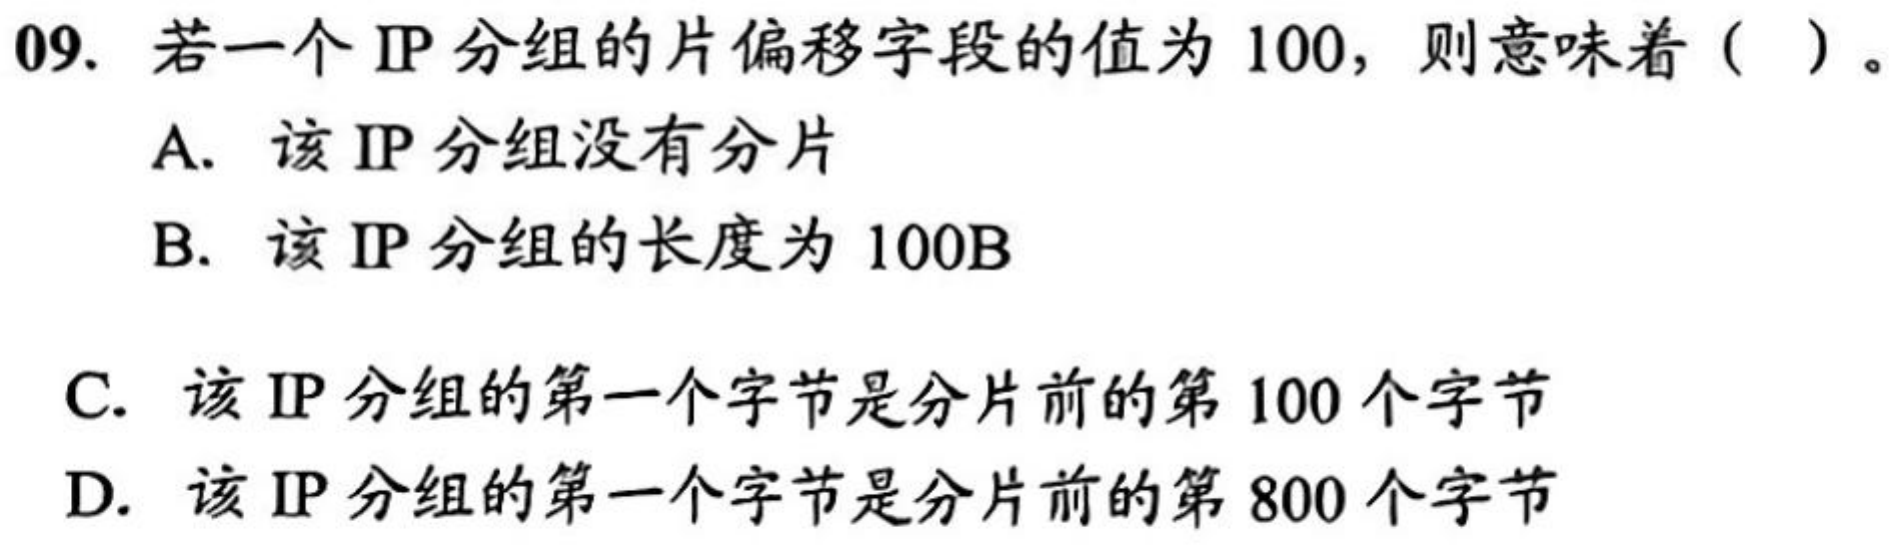 09. 若一个 IP 分组的片偏移字段的值为 100，则意味着（ ）。
A. 该 IP 分组没有分片
B. 该 IP 分组的长度为 100B
C. 该 IP 分组的第一个字节是分片前的第 100 个字节
D. 该 IP 分组的第一个字节是分片前的第 800 个字节